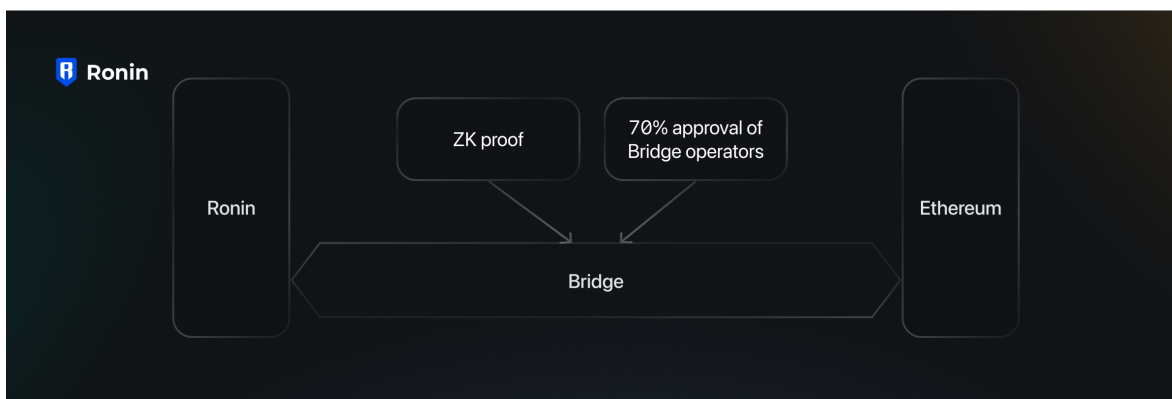 Ronin
ZK proof
70% approval of
Bridge operators
Ronin
Ethereum
Bridge